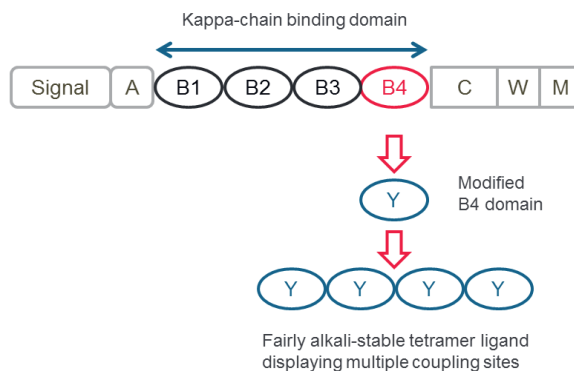 Kappa-chain binding domain
Signal A B1 B2 B3 B4 C W M
Y
Modified
B4 domain
Y Y Y Y
Fairly alkali-stable tetramer ligand
displaying multiple coupling sites